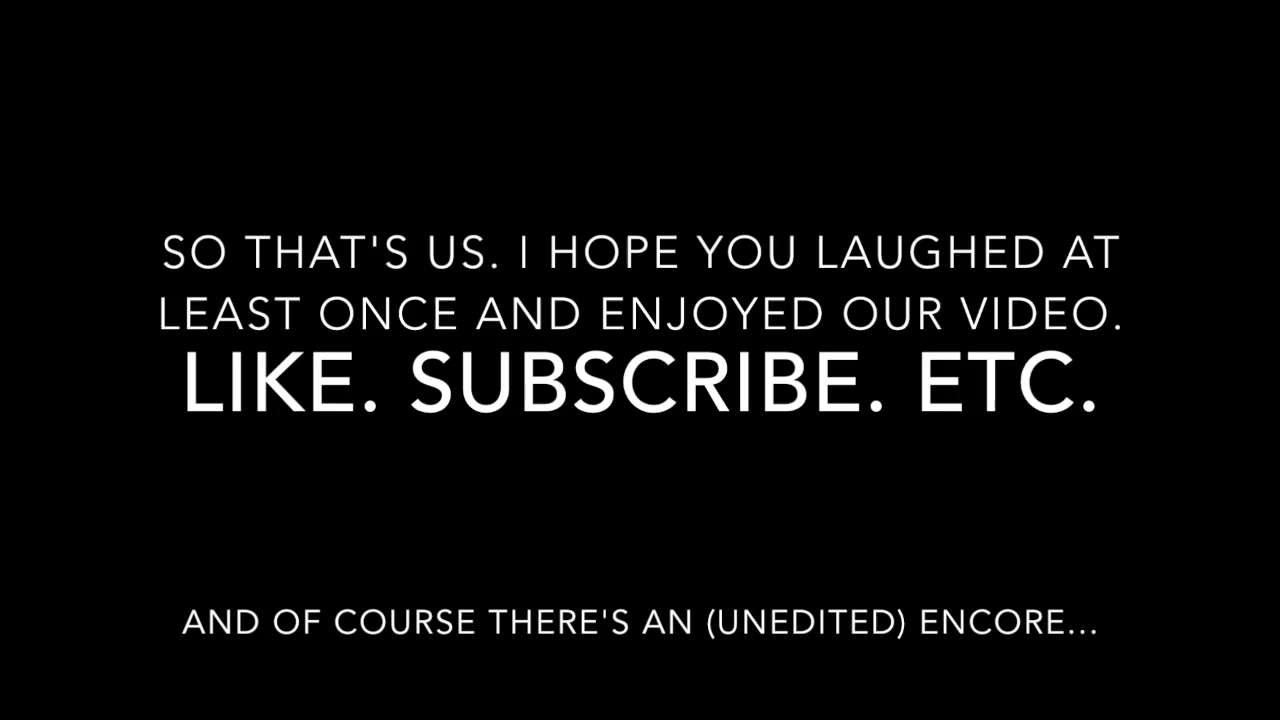 SO THAT'S US. I HOPE YOU LAUGHED AT
LEAST ONCE AND ENJOYED OUR VIDEO.
LIKE. SUBSCRIBE. ETC.
AND OF COURSE THERE'S AN (UNEDITED) ENCORE...